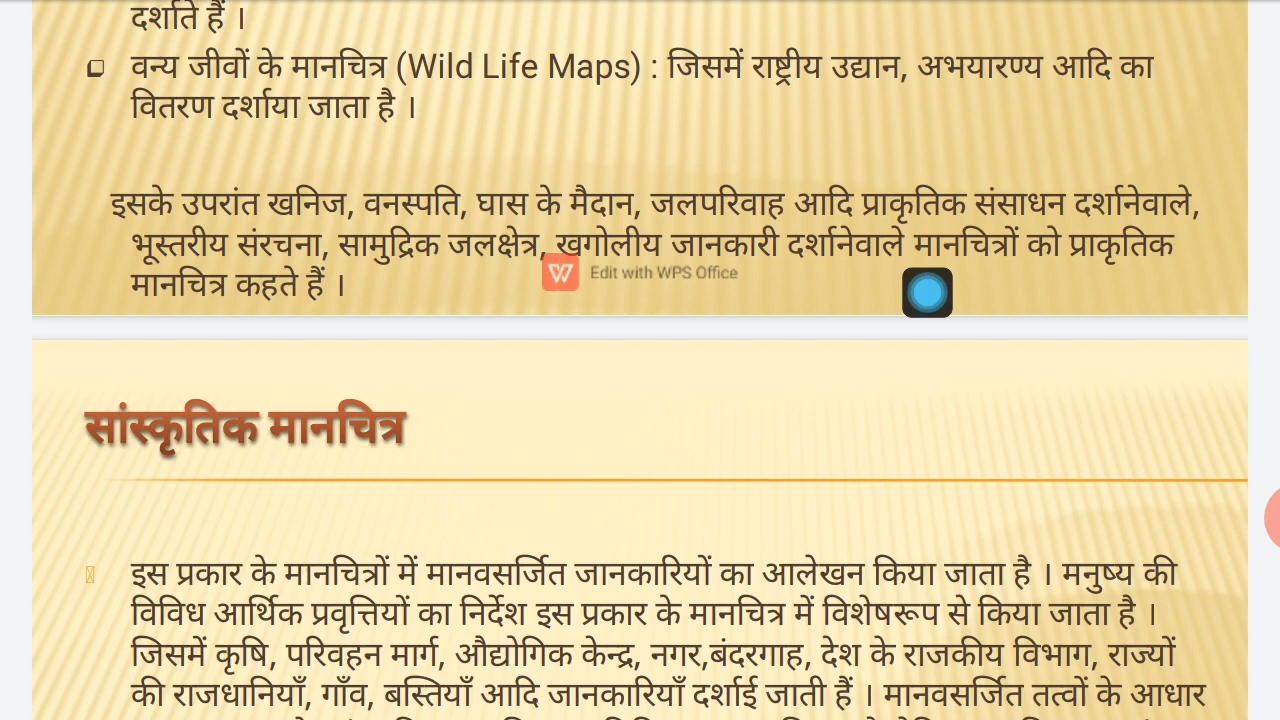 दर्शाते हैं ।
वन्य जीवों के मानचित्र (Wild Life Maps) : जिसमें राष्ट्रीय उद्यान, अभयारण्य आदि का
वितरण दर्शाया जाता है ।
इसके उपरांत खनिज, वनस्पति, घास के मैदान, जलपरिवाह आदि प्राकृतिक संसाधन दर्शानेवाले,
भूस्तरीय संरचना, सामुद्रिक जलक्षेत्र, खगोलीय जानकारी दर्शानेवाले मानचित्रों को प्राकृतिक
मानचित्र कहते हैं ।
Edit with WPS Office
सांस्कृतिक मानचित्र
इस प्रकार के मानचित्रों में मानवसर्जित जानकारियों का आलेखन किया जाता है । मनुष्य की
विविध आर्थिक प्रवृत्तियों का निर्देश इस प्रकार के मानचित्र में विशेषरूप से किया जाता है ।
जिसमें कृषि, परिवहन मार्ग, औद्योगिक केन्द्र, नगर,बंदरगाह, देश के राजकीय विभाग, राज्यों
की राजधानियाँ, गाँव, बस्तियाँ आदि जानकारियाँ दर्शाई जाती हैं । मानवसर्जित तत्वों के आधार